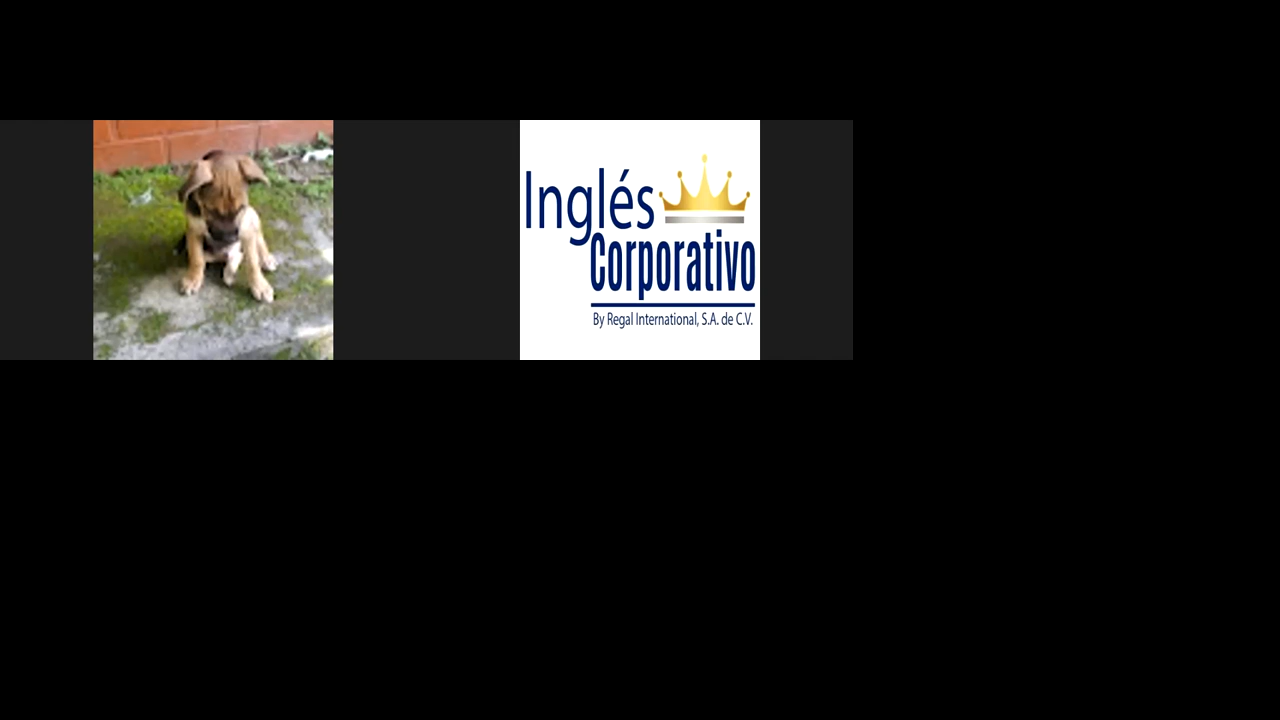 Inglés
Corporativo
By Regal International, S.A. de C.V.